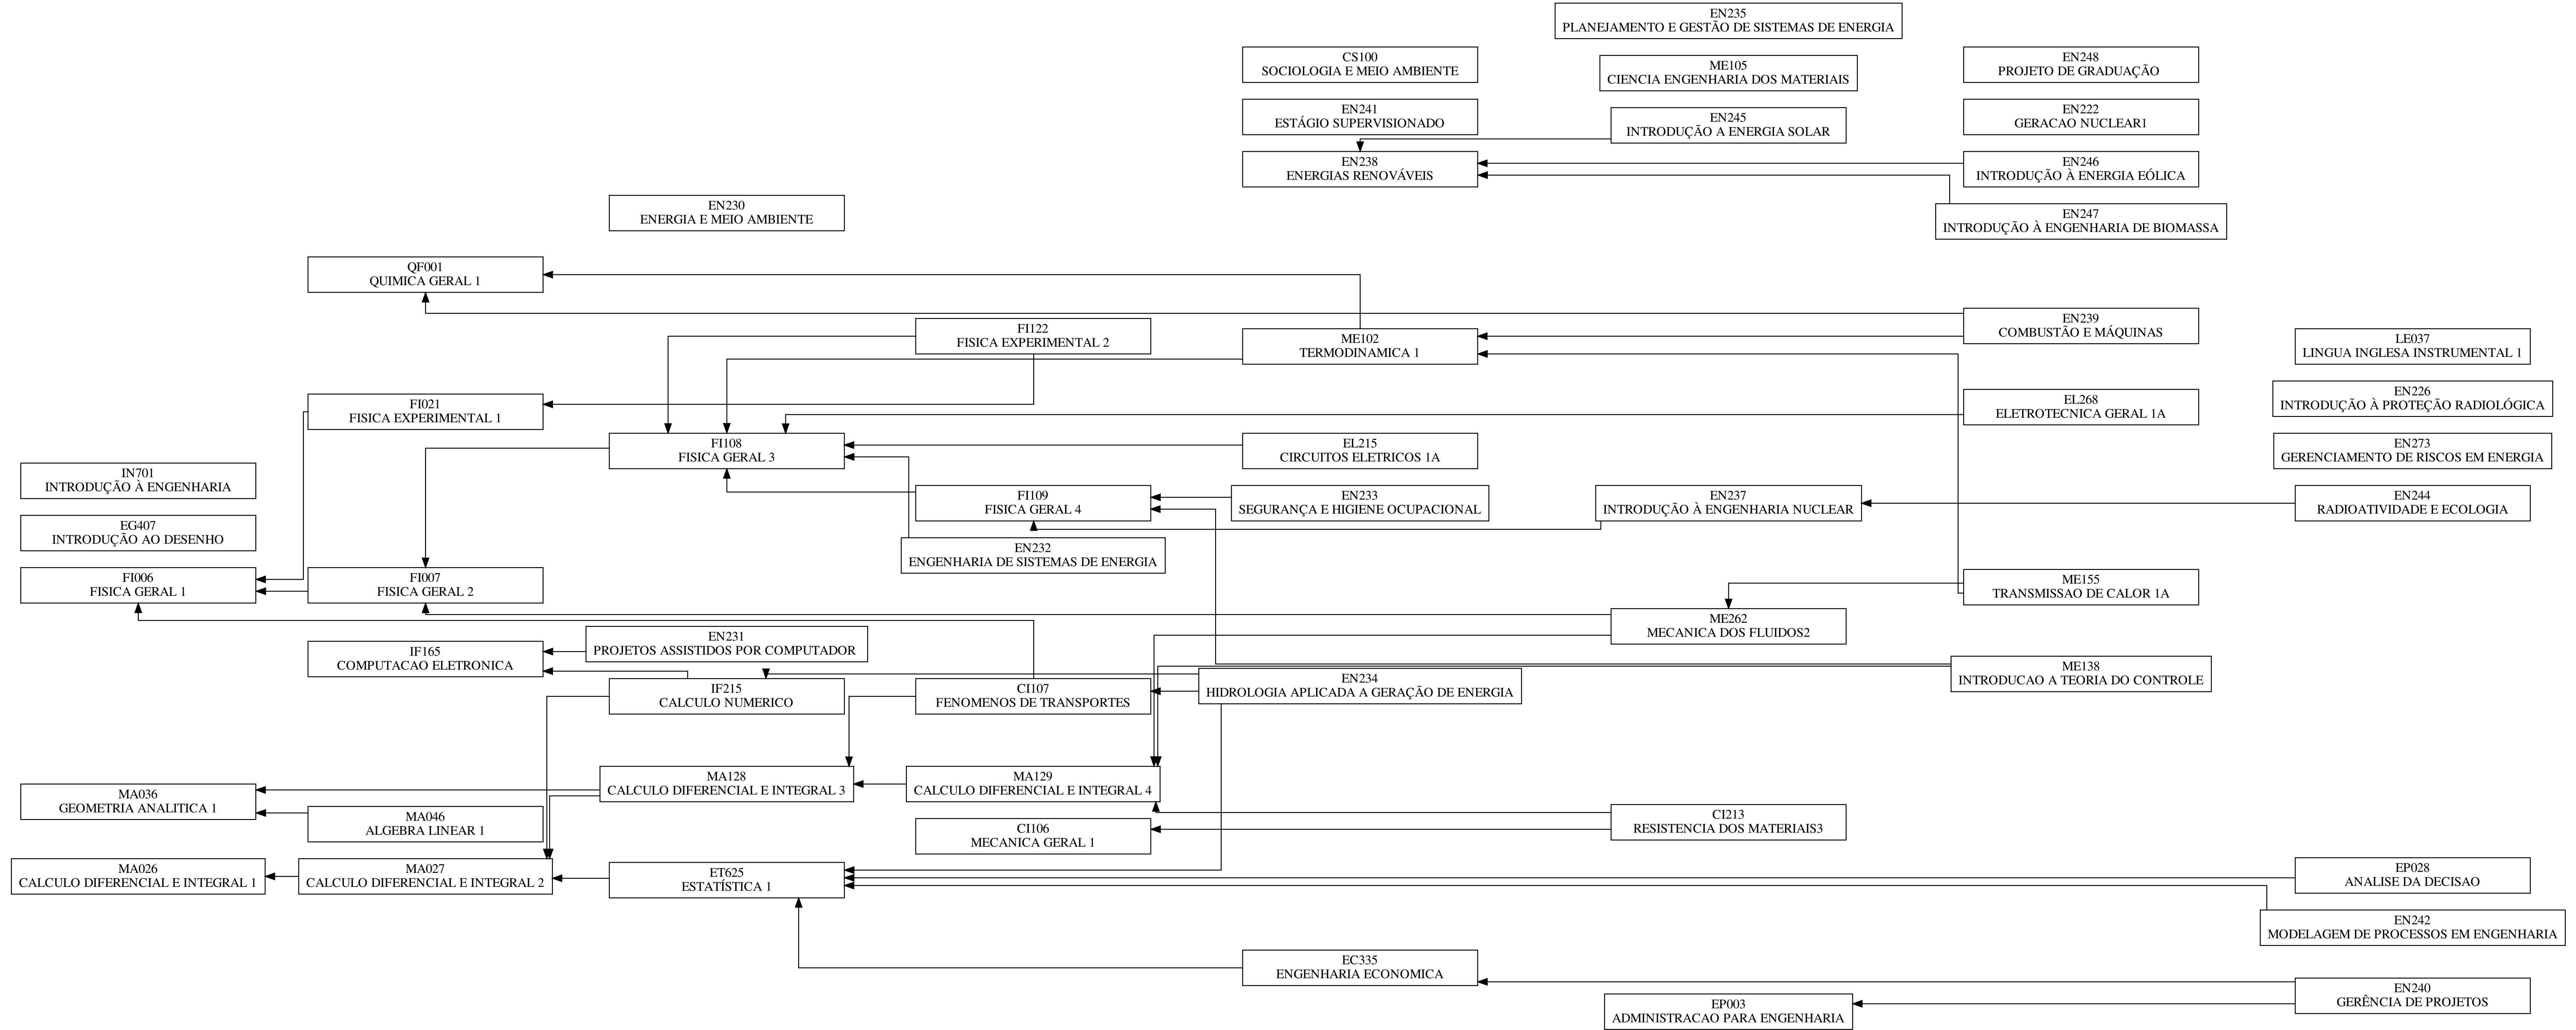 EN235
PLANEJAMENTO E GESTÃO DE SISTEMAS DE ENERGIA
CS100
SOCIOLOGIA E MEIO AMBIENTE
ME105
CIENCIA ENGENHARIA DOS MATERIAIS
EN248
PROJETO DE GRADUAÇÃO
EN241
ESTÁGIO SUPERVISIONADO
EN245
INTRODUÇÃO A ENERGIA SOLAR
EN222
GERACAO NUCLEAR1
EN238
ENERGIAS RENOVÁVEIS
EN246
INTRODUÇÃO À ENERGIA EÓLICA
EN230
ENERGIA E MEIO AMBIENTE
EN247
INTRODUÇÃO À ENGENHARIA DE BIOMASSA
QF001
QUIMICA GERAL 1
FI122
FISICA EXPERIMENTAL 2
ME102
TERMODINAMICA 1
EN239
COMBUSTÃO E MÁQUINAS
LE037
LINGUA INGLESA INSTRUMENTAL 1
FI021
FISICA EXPERIMENTAL 1
EL268
ELETROTECNICA GERAL 1A
EN226
INTRODUÇÃO À PROTEÇÃO RADIOLÓGICA
FI108
FISICA GERAL 3
EL215
CIRCUITOS ELETRICOS 1A
EN273
GERENCIAMENTO DE RISCOS EM ENERGIA
IN701
INTRODUÇÃO À ENGENHARIA
FI109
FISICA GERAL 4
EN233
SEGURANÇA E HIGIENE OCUPACIONAL
EN237
INTRODUÇÃO À ENGENHARIA NUCLEAR
EN244
RADIOATIVIDADE E ECOLOGIA
EG407
INTRODUÇÃO AO DESENHO
EN232
ENGENHARIA DE SISTEMAS DE ENERGIA
FI006
FISICA GERAL 1
FI007
FISICA GERAL 2
ME155
TRANSMISSAO DE CALOR 1A
ME262
MECANICA DOS FLUIDOS2
EN231
PROJETOS ASSISTIDOS POR COMPUTADOR
IF165
COMPUTACAO ELETRONICA
ME138
INTRODUCAO A TEORIA DO CONTROLE
EN234
HIDROLOGIA APLICADA A GERAÇÃO DE ENERGIA
IF215
CALCULO NUMERICO
CI107
FENOMENOS DE TRANSPORTES
MA128
CALCULO DIFERENCIAL E INTEGRAL 3
MA129
CALCULO DIFERENCIAL E INTEGRAL 4
MA036
GEOMETRIA ANALITICA 1
MA046
ALGEBRA LINEAR 1
CI213
RESISTENCIA DOS MATERIAIS3
CI106
MECANICA GERAL 1
MA026
CALCULO DIFERENCIAL E INTEGRAL 1
MA027
CALCULO DIFERENCIAL E INTEGRAL 2
ET625
ESTATÍSTICA 1
EP028
ANALISE DA DECISAO
EN242
MODELAGEM DE PROCESSOS EM ENGENHARIA
EC335
ENGENHARIA ECONOMICA
EN240
GERÊNCIA DE PROJETOS
EP003
ADMINISTRACAO PARA ENGENHARIA